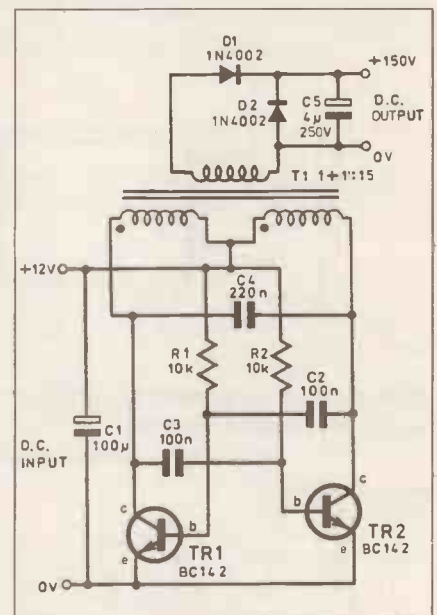 D1
1N4002
+150V
D2
1N4002
C5
4µ
250V
D.C.
OUTPUT
0V
T1 1+1:15
+12V
C4
220n
R1
10k
R2
10k
C2
100n
C3
100n
C1
100µ
D.C.
INPUT
c
b
e
TR1
BC142
c
b
e
TR2
BC142
0V